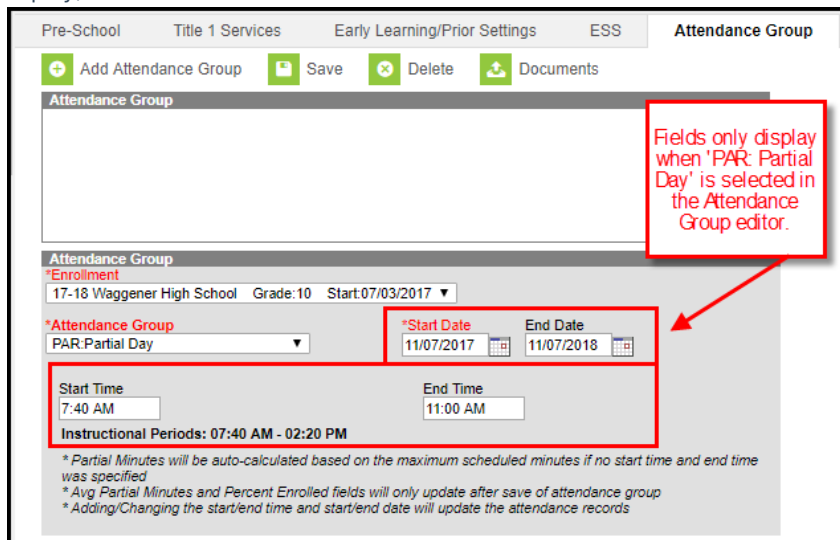 Pre-School Title 1 Services Early Learning/Prior Settings ESS Attendance Group
Add Attendance Group Save Delete Documents
Attendance Group
Fields only display
when 'PAR: Partial
Day' is selected in
the Attendance
Group editor.
Attendance Group
*Enrollment
17-18 Waggener High School Grade:10 Start:07/03/2017
*Attendance Group *Start Date End Date
PAR:Partial Day 11/07/2017 11/07/2018
Start Time End Time
7:40 AM 11:00 AM
Instructional Periods: 07:40 AM - 02:20 PM
* Partial Minutes will be auto-calculated based on the maximum scheduled minutes if no start time and end time
was specified
* Avg Partial Minutes and Percent Enrolled fields will only update after save of attendance group
* Adding/Changing the start/end time and start/end date will update the attendance records